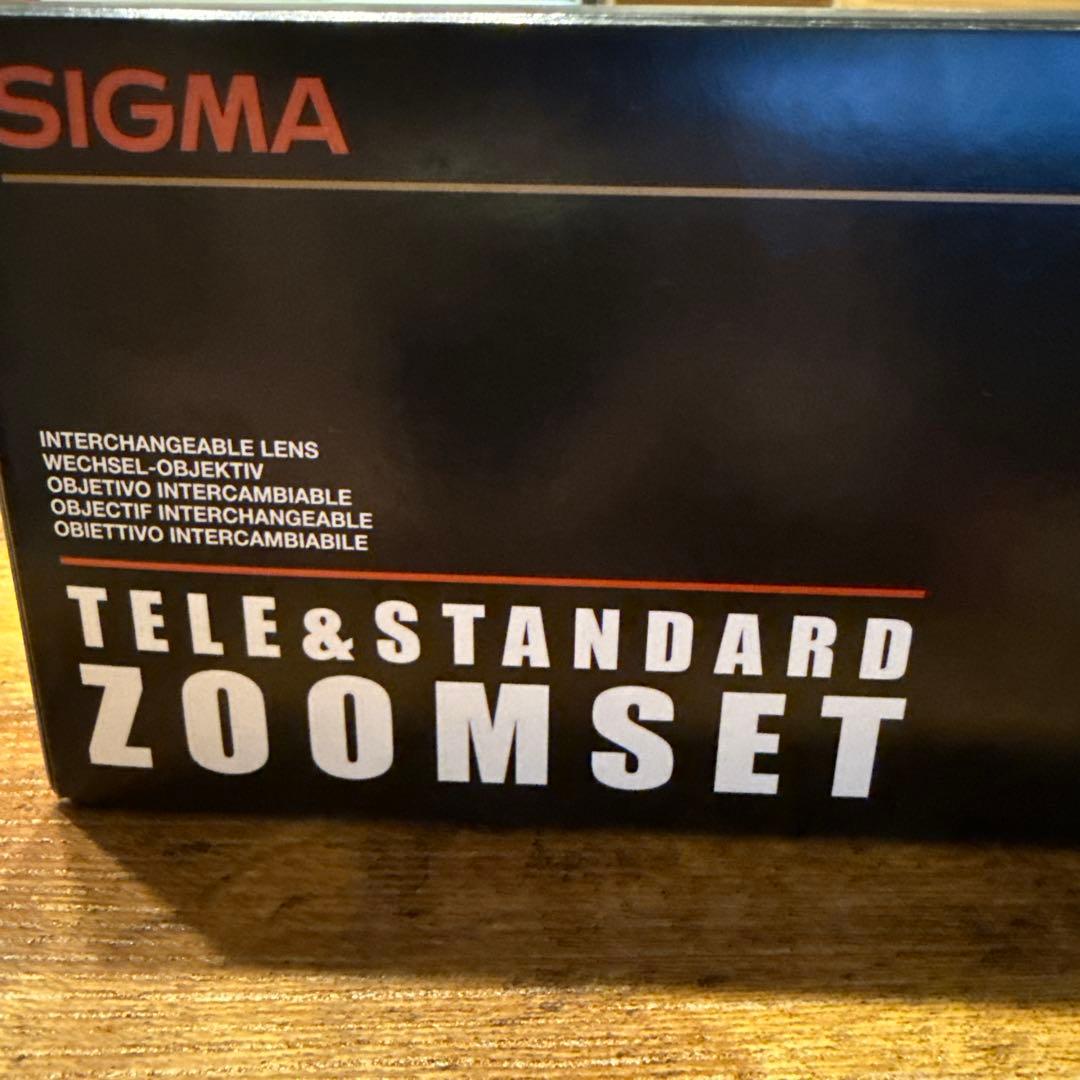 SIGMA
INTERCHANGEABLE LENS
WECHSEL-OBJEKTIV
OBJETIVO INTERCAMBIABLE
OBJECTIF INTERCHANGEABLE
OBIETTIVO INTERCAMBIABILE
TELE&STANDARD
ZOOMSET